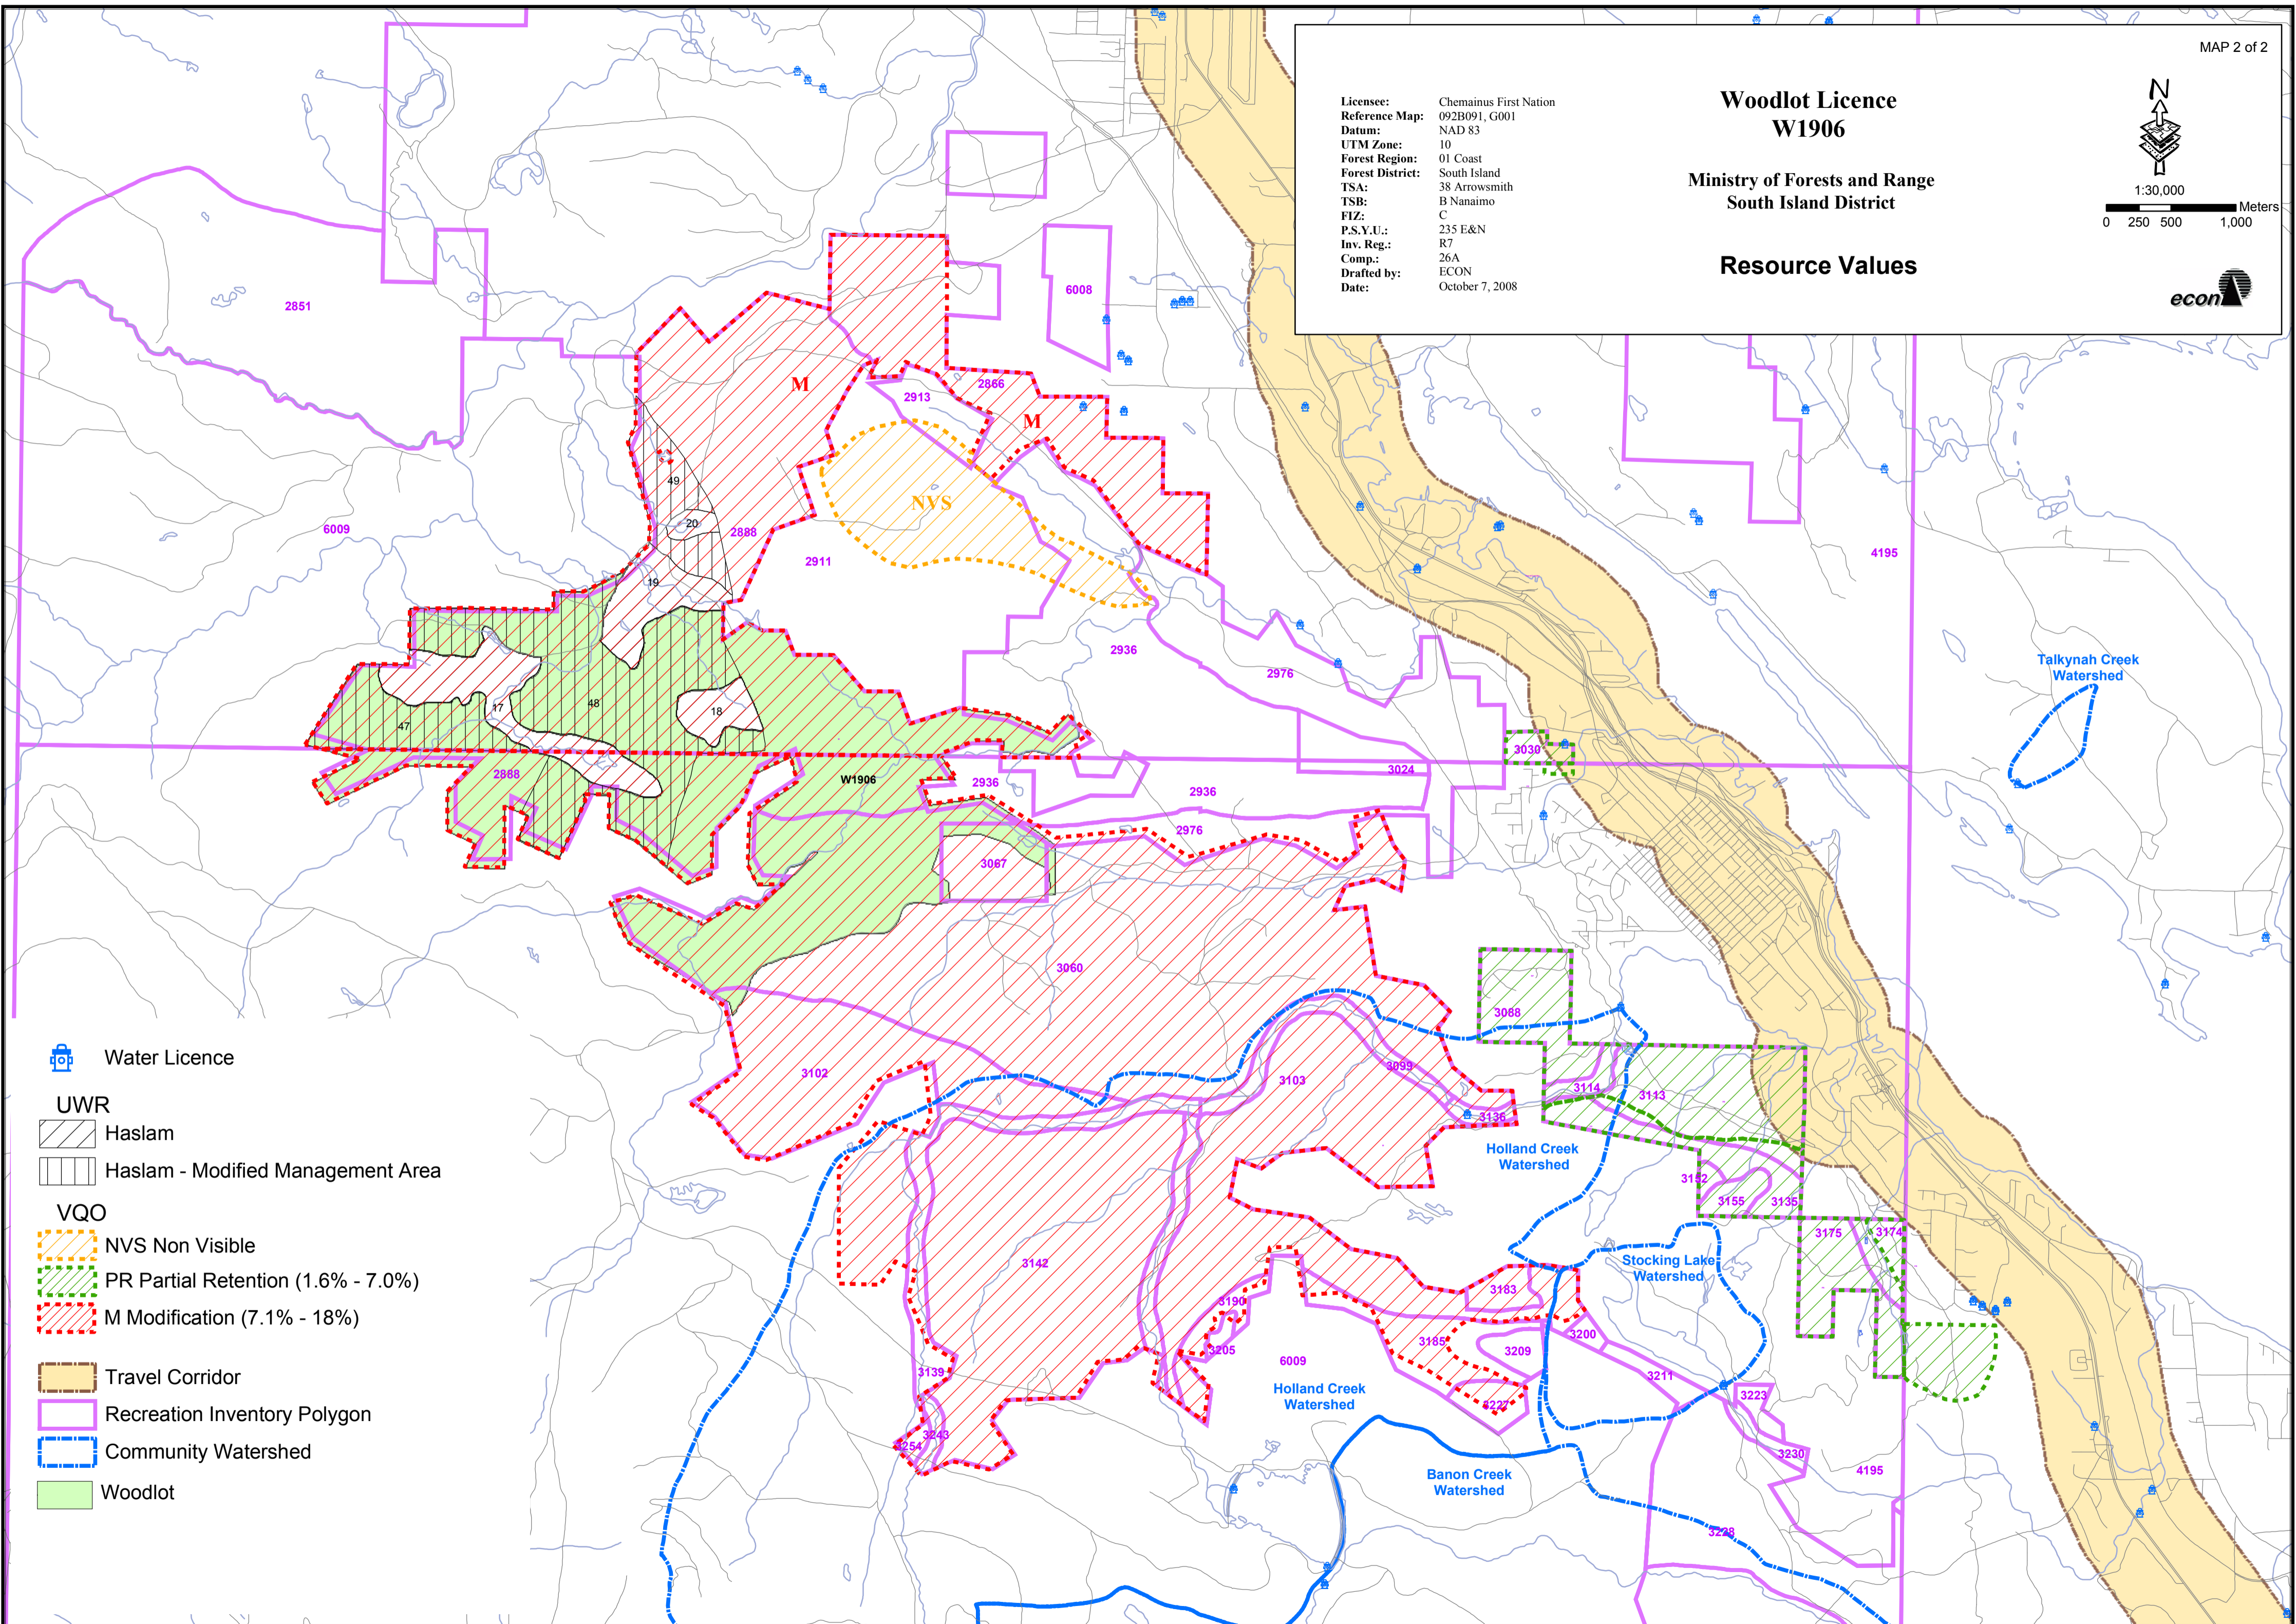 MAP 2 of 2
Licensee: Chemainus First Nation
Reference Map: 092B091, G001
Datum: NAD 83
UTM Zone: 10
Forest Region: 01 Coast
Forest District: South Island
TSA: 38 Arrowsmith
TSB: B Nanaimo
FIZ: C
P.S.Y.U.: 235 E&N
Inv. Reg.: R7
Comp.: 26A
Drafted by: ECON
Date: October 7, 2008
Woodlot Licence
W1906
Ministry of Forests and Range
South Island District
Resource Values
N
1:30,000
Meters
0 250 500 1,000
econ
2851
6008
M
2866
2913
M
49
NVS
20
2888
6009
2911
4195
19
2936
2976
Talkynah Creek
Watershed
17
48
18
47
3030
2888
W1906
2936
3024
2936
2976
3067
3060
3088
3102
3103
3099
3114
3113
3136
Holland Creek
Watershed
3152
3155
3135
3175
3174
3142
Stocking Lake
Watershed
3183
3190
3200
3185
3205
3209
6009
3139
3211
Holland Creek
Watershed
3223
3227
3243
3254
3230
4195
Banon Creek
Watershed
3228
Water Licence
UWR
Haslam
Haslam - Modified Management Area
VQO
NVS Non Visible
PR Partial Retention (1.6% - 7.0%)
M Modification (7.1% - 18%)
Travel Corridor
Recreation Inventory Polygon
Community Watershed
Woodlot